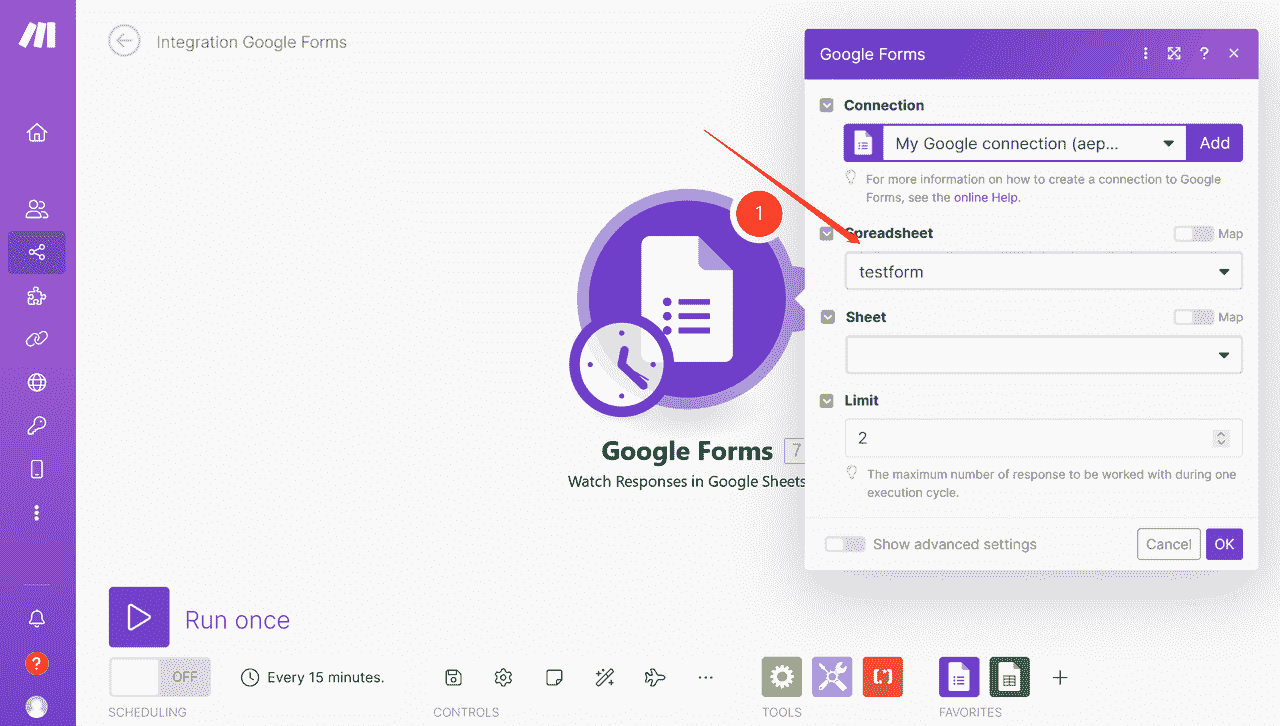 Integration Google Forms
Google Forms
?
Connection
My Google connection (aep...
Add
For more information on how to create a connection to Google
Forms, see the online Help.
Spreadsheet
Map
testform
Sheet
Map
Limit
2
The maximum number of response to be worked with during one
execution cycle.
Show advanced settings
Cancel
OK
1
Google Forms
7
Watch Responses in Google Sheets
Run once
OFF
Every 15 minutes.
SCHEDULING
CONTROLS
TOOLS
FAVORITES
?